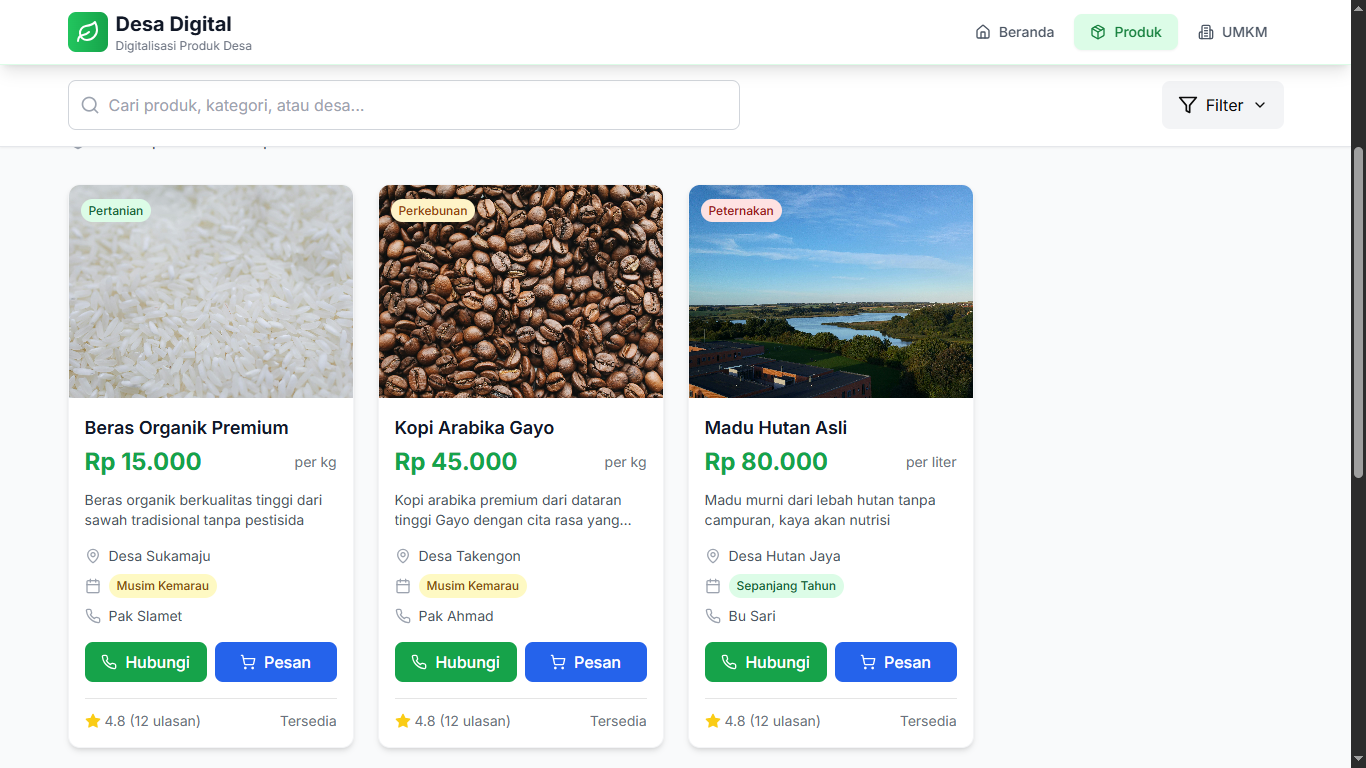 Desa Digital
Digitalisasi Produk Desa
Beranda
Produk
UMKM
Cari produk, kategori, atau desa...
Filter
Pertanian
Perkebunan
Peternakan
Beras Organik Premium
Rp 15.000 per kg
Beras organik berkualitas tinggi dari
sawah tradisional tanpa pestisida
Desa Sukamaju
Musim Kemarau
Pak Slamet
Hubungi
Pesan
4.8 (12 ulasan) Tersedia
Kopi Arabika Gayo
Rp 45.000 per kg
Kopi arabika premium dari dataran
tinggi Gayo dengan cita rasa yang...
Desa Takengon
Musim Kemarau
Pak Ahmad
Hubungi
Pesan
4.8 (12 ulasan) Tersedia
Madu Hutan Asli
Rp 80.000 per liter
Madu murni dari lebah hutan tanpa
campuran, kaya akan nutrisi
Desa Hutan Jaya
Sepanjang Tahun
Bu Sari
Hubungi
Pesan
4.8 (12 ulasan) Tersedia